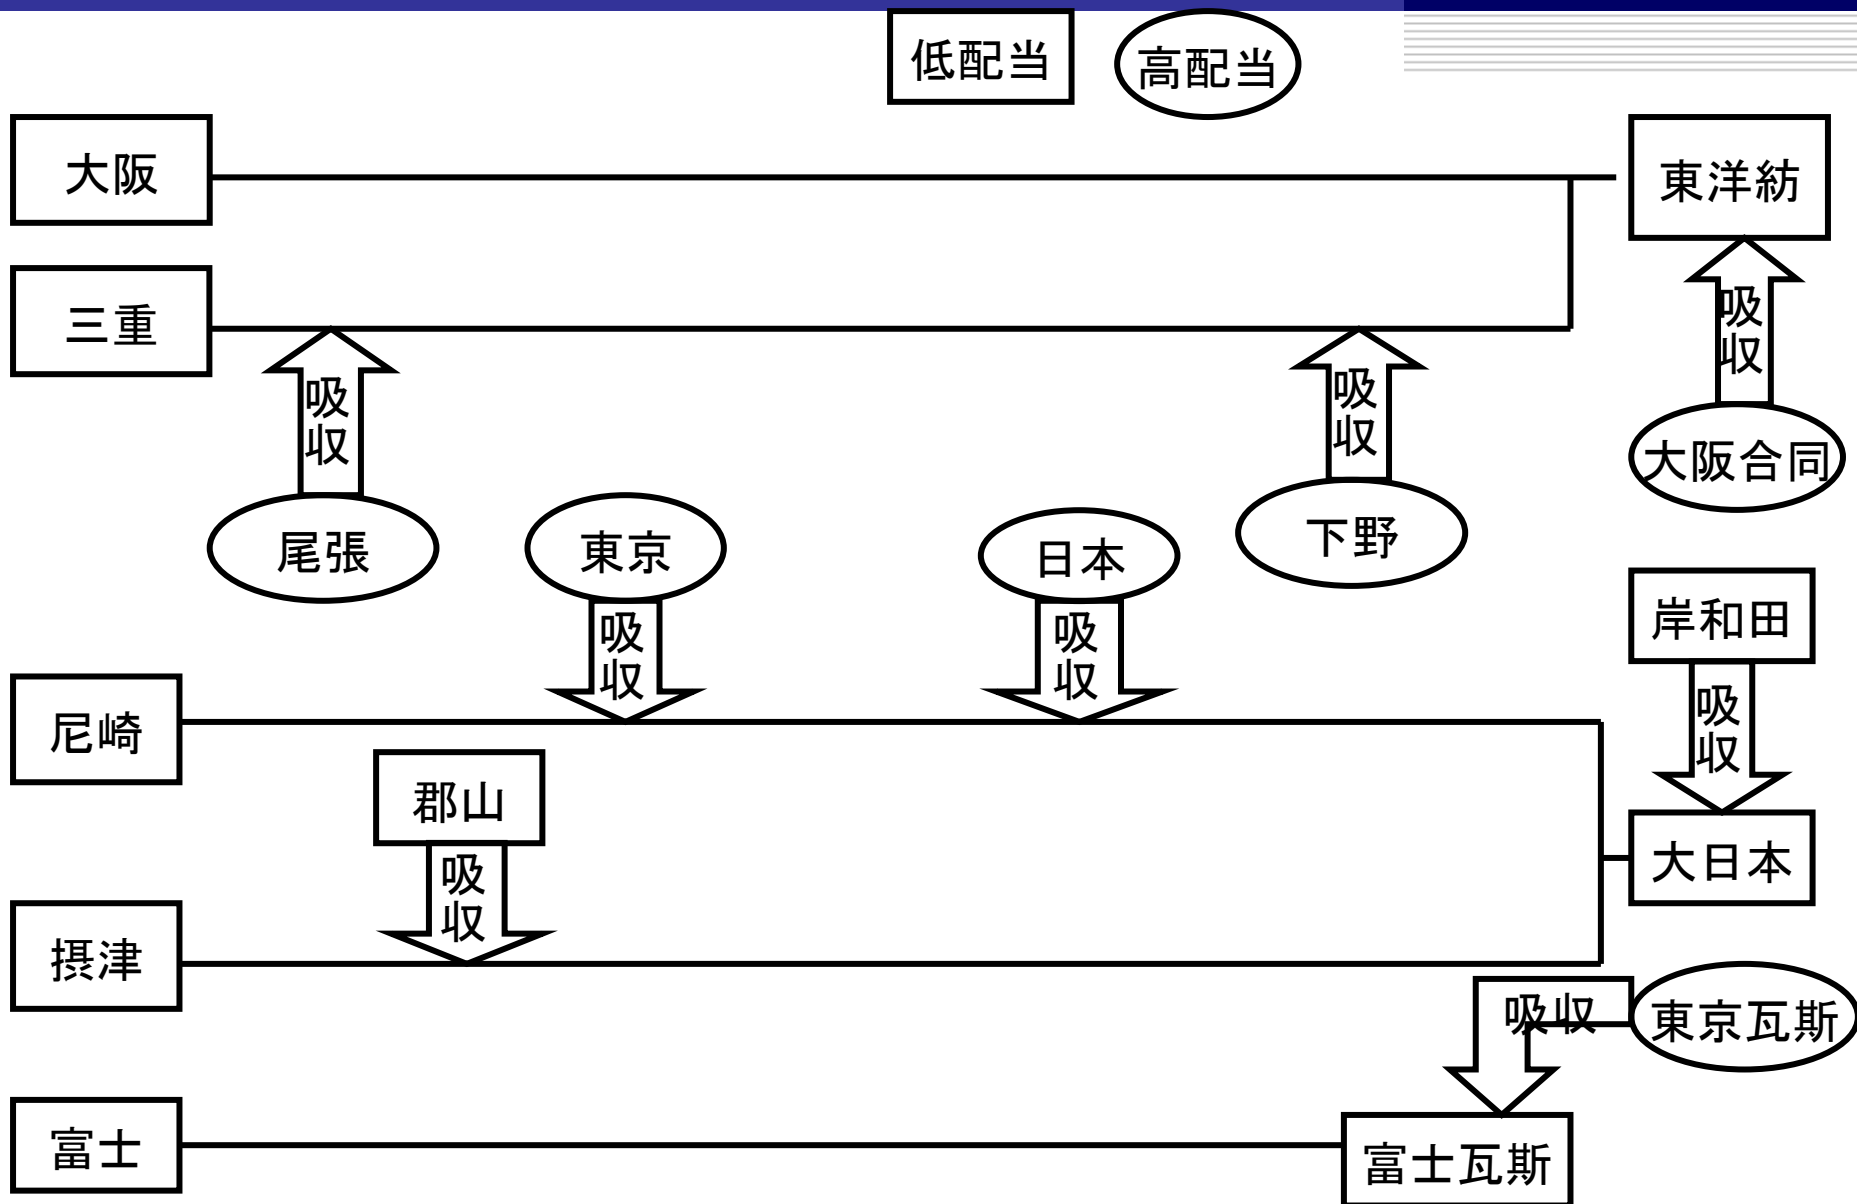 低配当
高配当
大阪
東洋紡
三重
吸
収
吸
収
吸
収
大阪合同
尾張
東京
日本
下野
岸和田
吸
収
吸
収
吸
収
尼崎
郡山
大日本
吸
収
摂津
吸収
東京瓦斯
富士
富士瓦斯